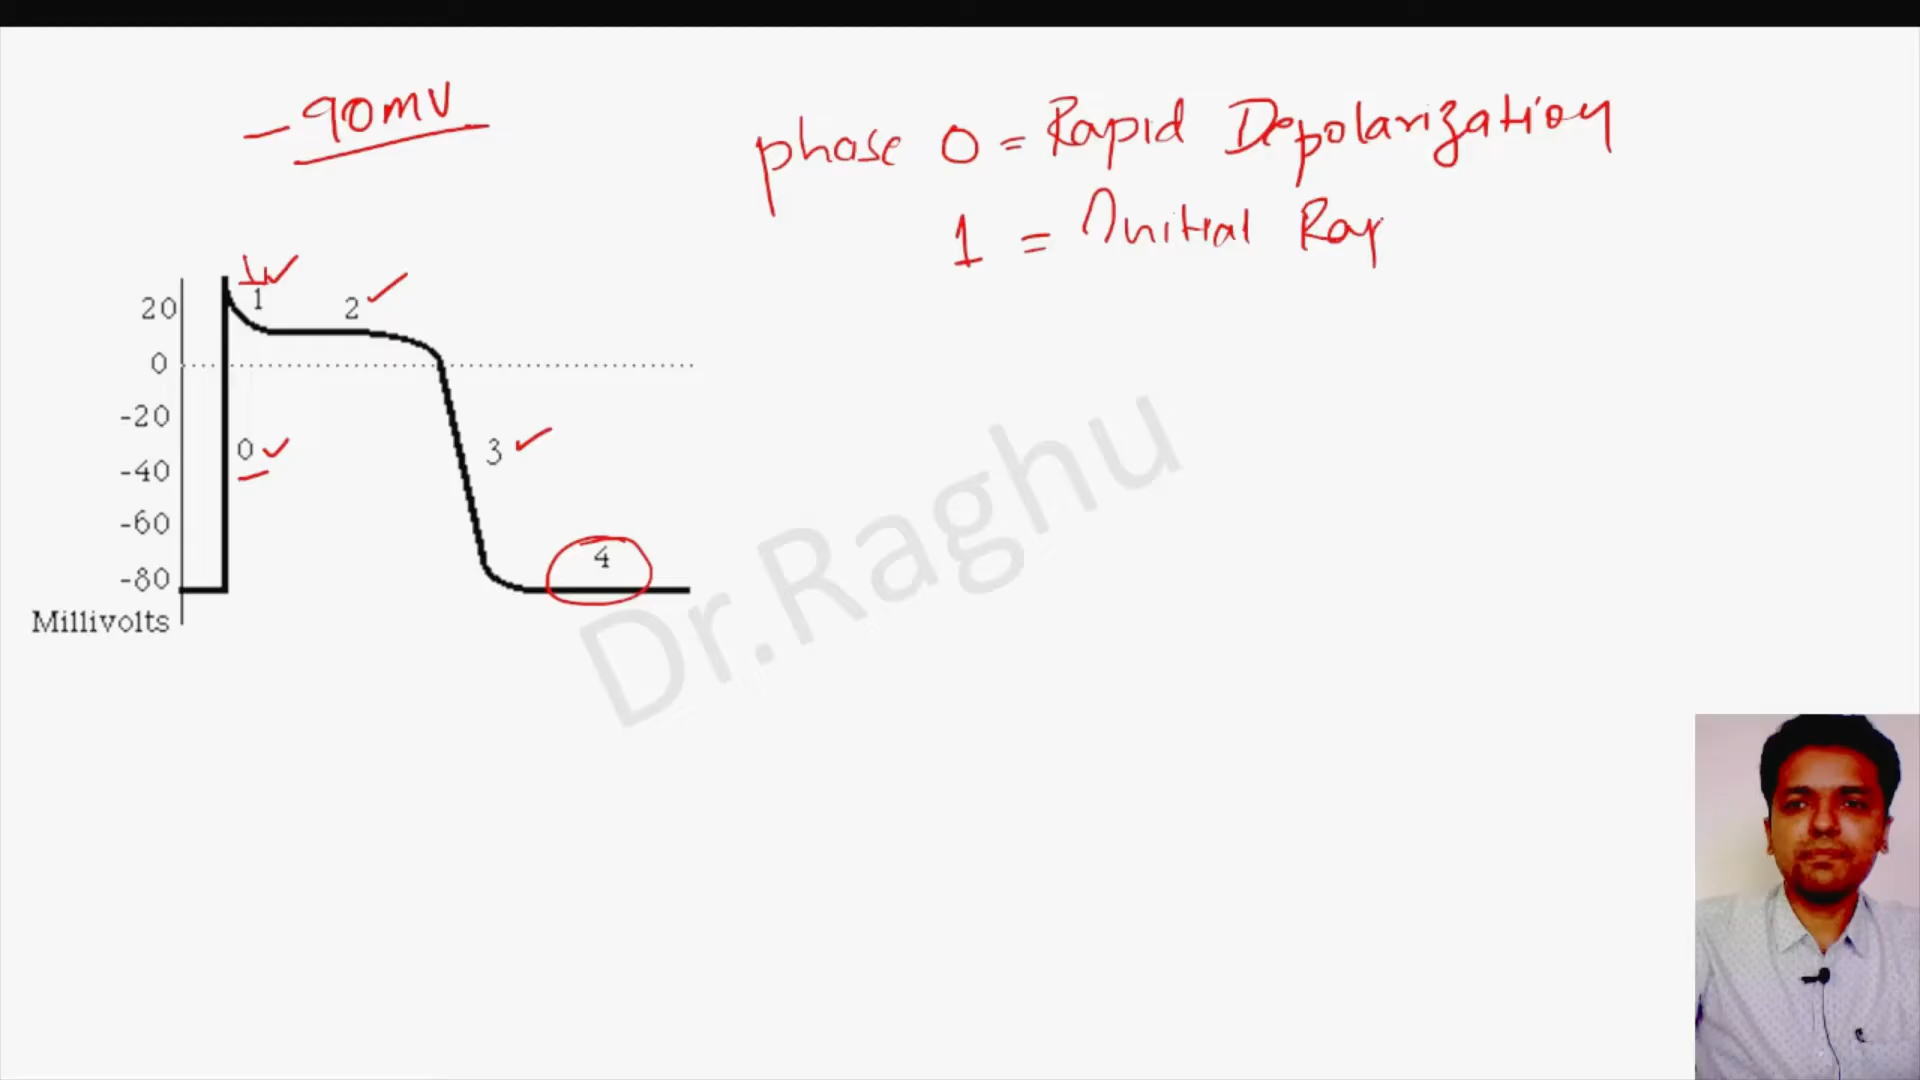 - 90mV
phase 0 = Rapid Depolarization
1 = Initial Rap
20
1
2
0
-20
0
-40
3
-60
4
-80
Millivolts
Dr.Raghu